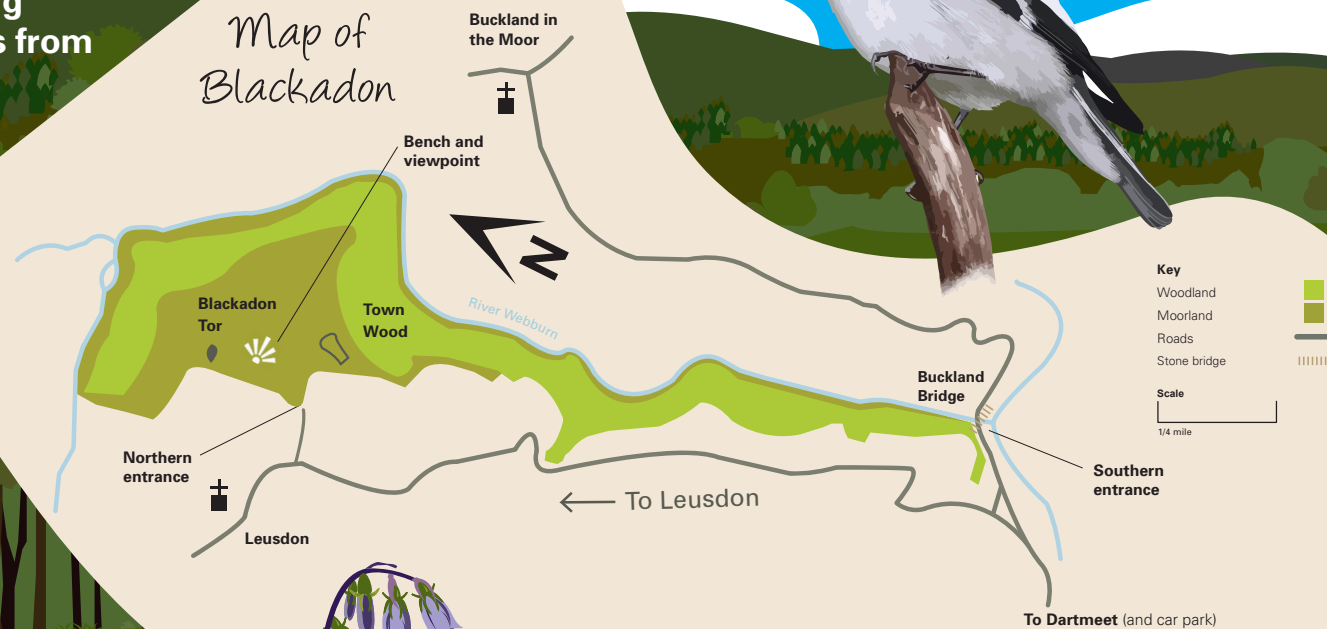 g
s from
Map of
Blackadon
Buckland in
the Moor
Bench and
viewpoint
N
Blackadon
Tor
Town
Wood
River Webburn
Key
Woodland
Moorland
Roads
Stone bridge
Scale
1/4 mile
Buckland
Bridge
Northern
entrance
Southern
entrance
To Leusdon
Leusdon
To Dartmeet (and car park)